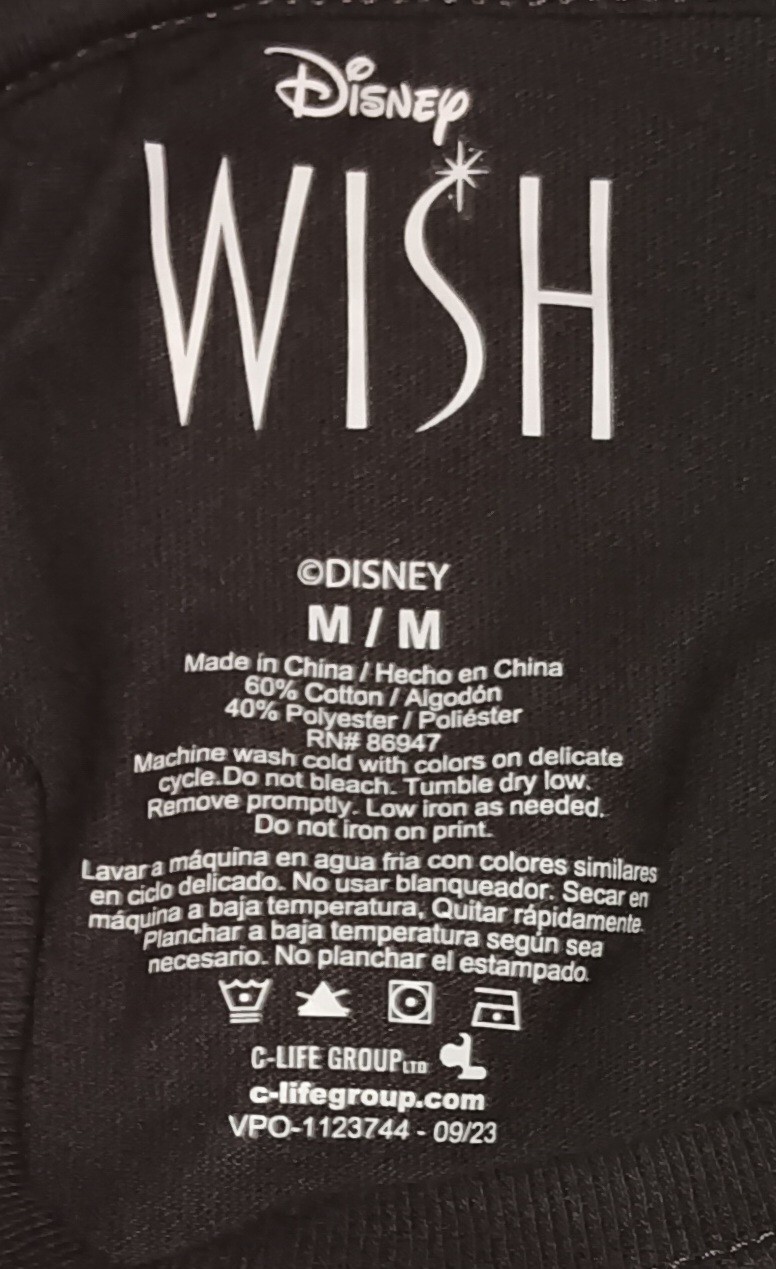 Disney
WISH
©DISNEY
M / M
Made in China / Hecho en China
60% Cotton / Algodón
40% Polyester / Poliéster
RN# 86947
Machine wash cold with colors on delicate
cycle.Do not bleach. Tumble dry low.
Remove promptly. Low iron as needed.
Do not iron on print.
Lavar a máquina en agua fria con colores similares
en ciclo delicado. No usar blanqueador. Secar en
máquina a baja temperatura. Quitar rápidamente.
Planchar a baja temperatura según sea
necesario. No planchar el estampado.
C-LIFE GROUP LTD CL
c-lifegroup.com
VPO-1123744 - 09/23